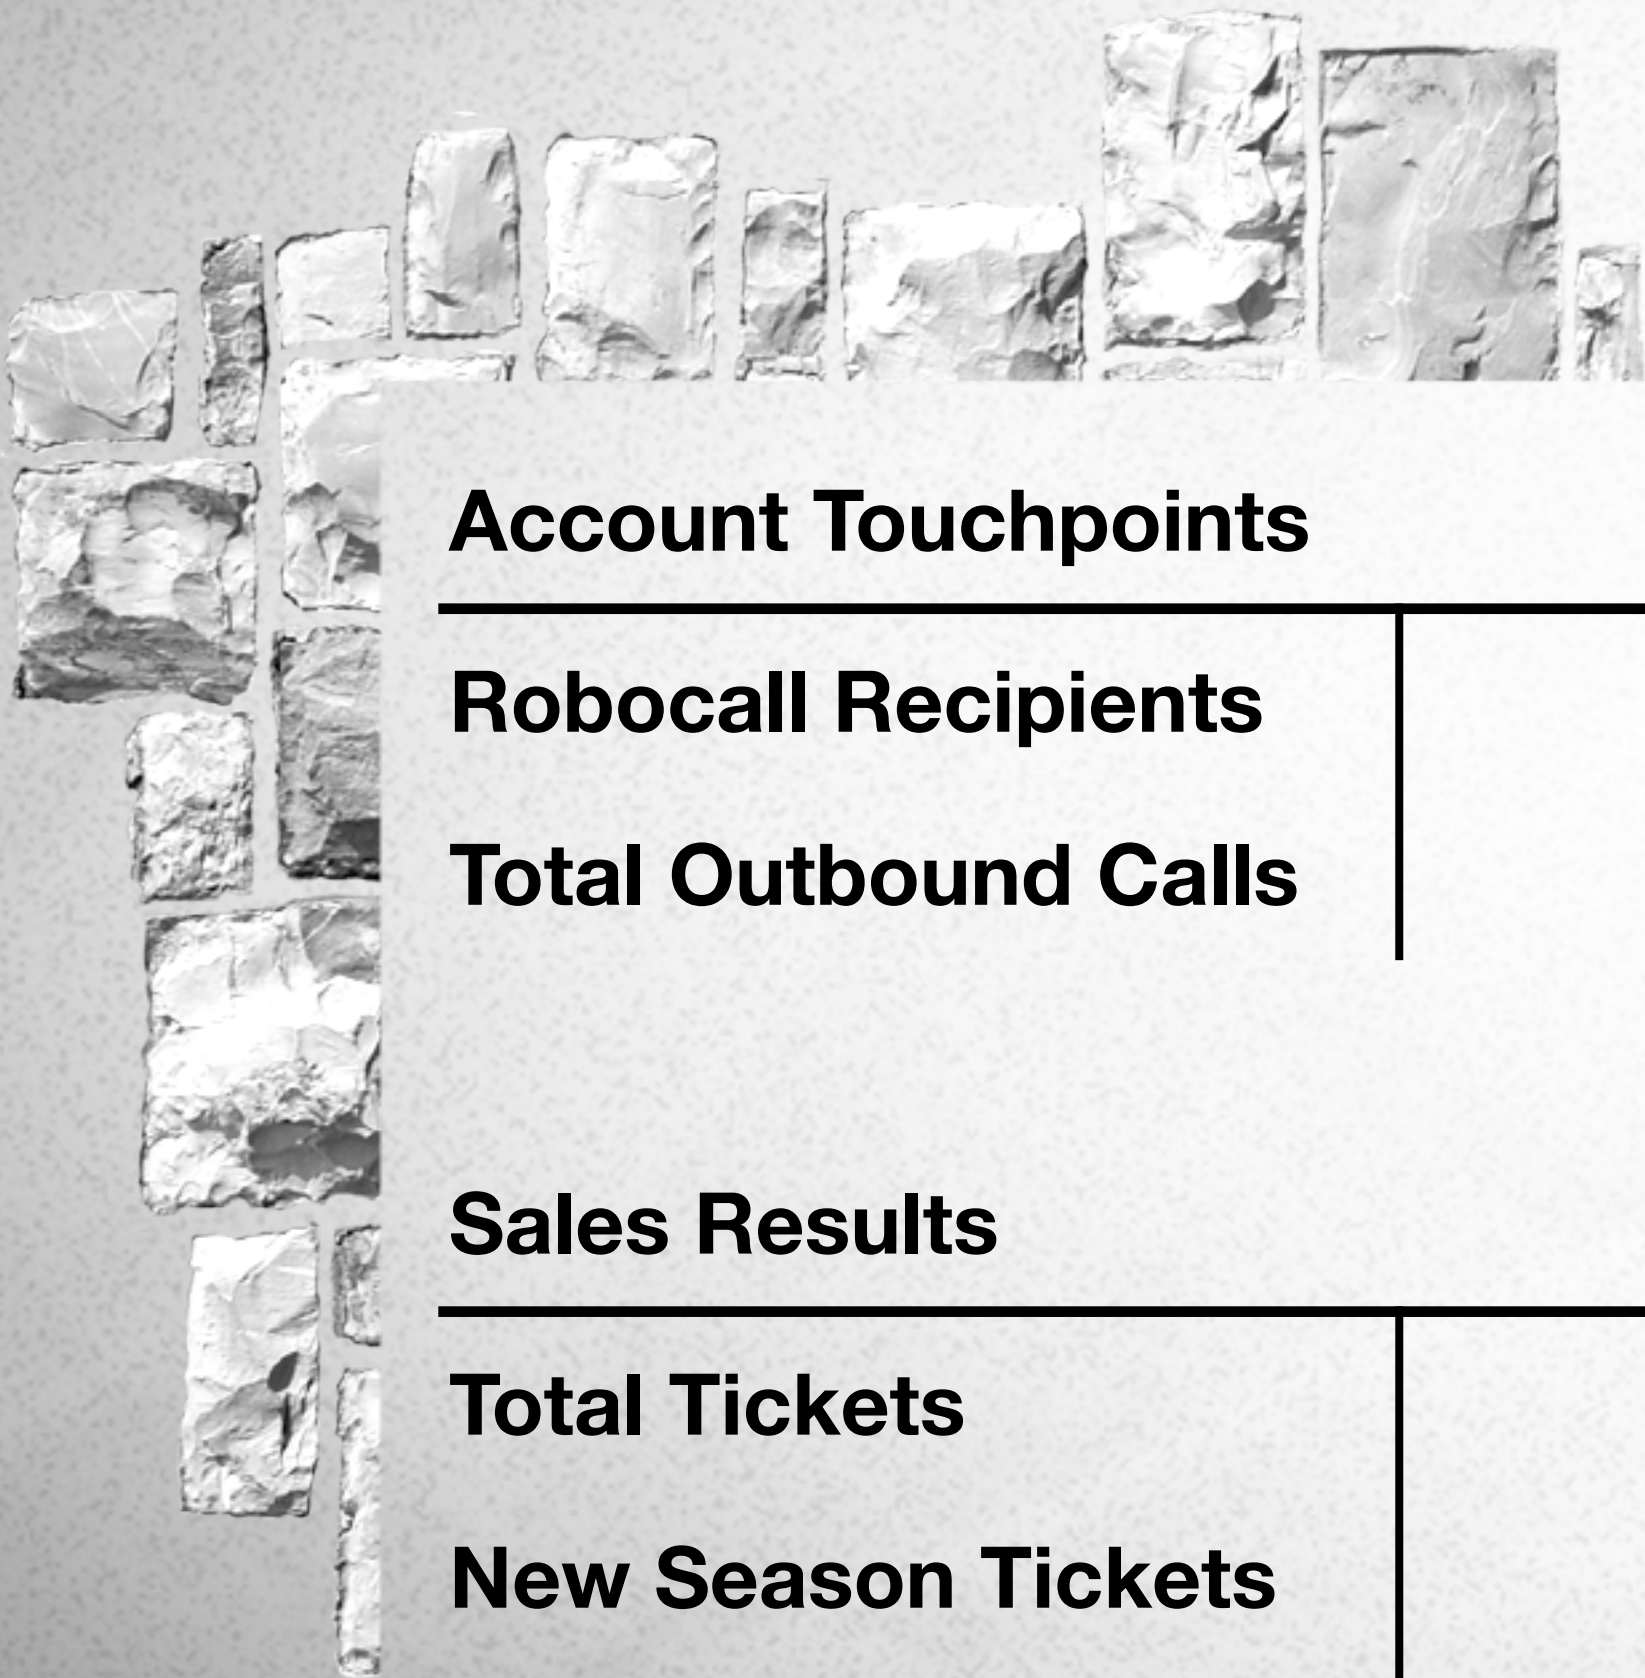 Account Touchpoints
Robocall Recipients
Total Outbound Calls
Sales Results
Total Tickets
New Season Tickets